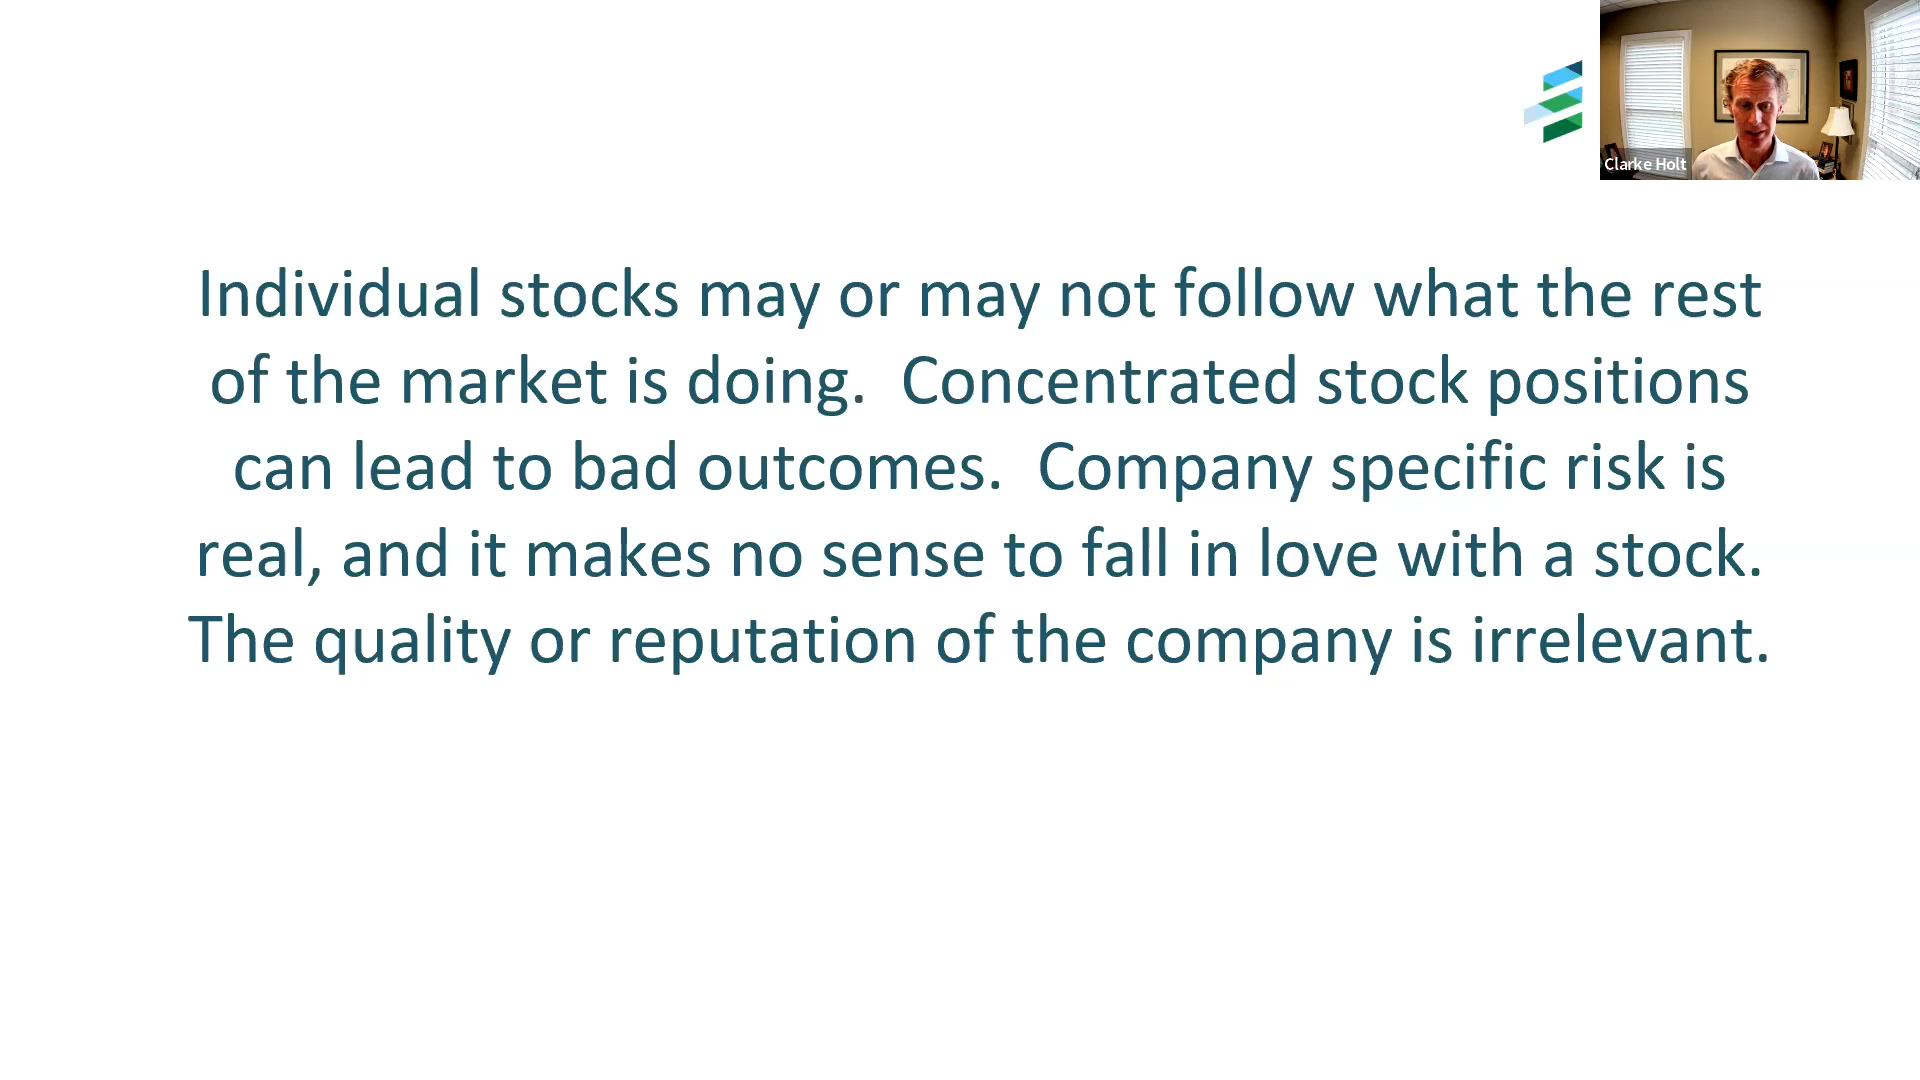 Clarke Holt
Individual stocks may or may not follow what the rest
of the market is doing.  Concentrated stock positions
can lead to bad outcomes.  Company specific risk is
real, and it makes no sense to fall in love with a stock.
The quality or reputation of the company is irrelevant.